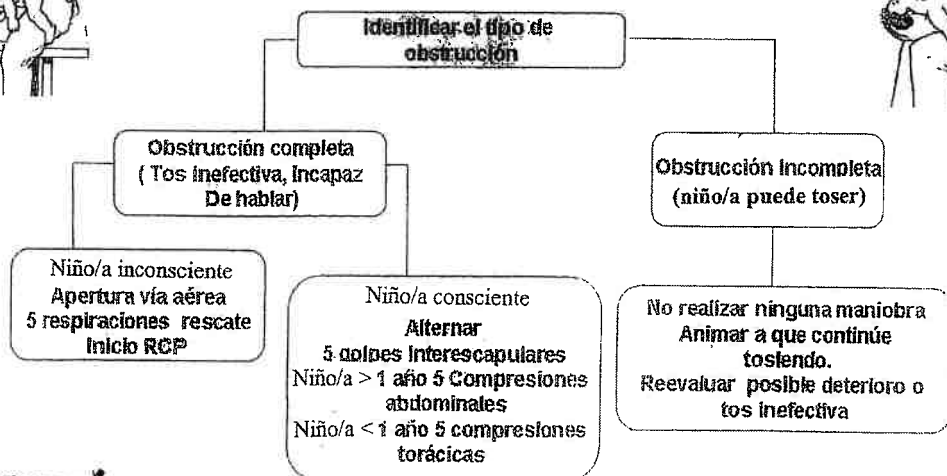 Identificar el tipo de
obstrucción
Obstrucción completa
( Tos inefectiva, Incapaz
De hablar)
Obstrucción Incompleta
(niño/a puede toser)
Niño/a inconsciente
Apertura vía aérea
5 respiraciones rescate
Inicio RCP
Niño/a consciente
Alternar
5 golpes Interescapulares
Niño/a > 1 año 5 Compresiones
abdominales
Niño/a < 1 año 5 compresiones
torácicas
No realizar ninguna maniobra
Animar a que continúe
tosiendo.
Reevaluar posible deterioro o
tos inefectiva